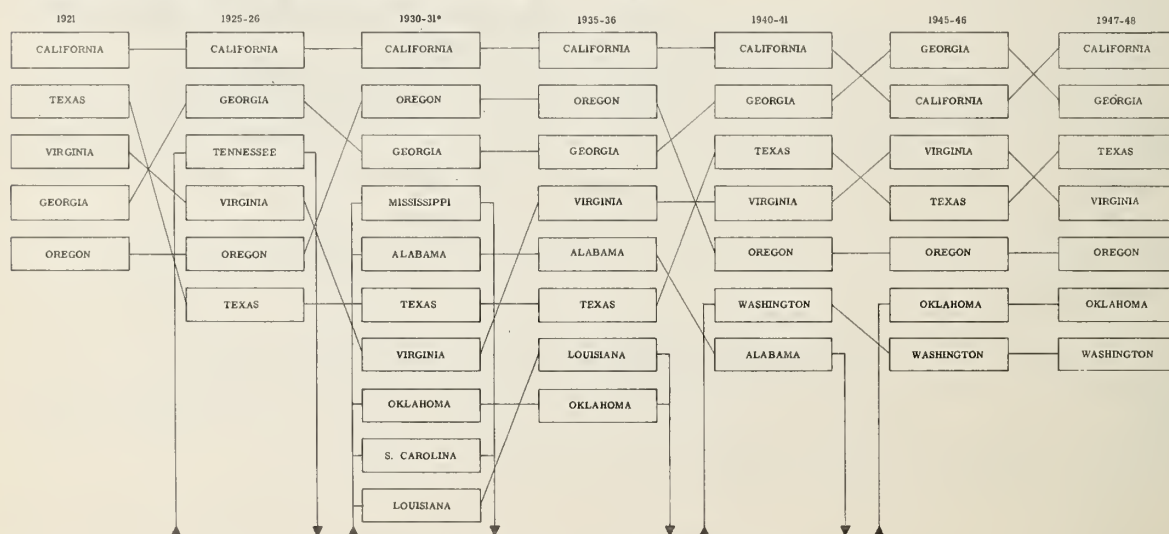 1921 1925-26 1930-31* 1935-36 1940-41 1945-46 1947-48
CALIFORNIA CALIFORNIA CALIFORNIA CALIFORNIA CALIFORNIA GEORGIA CALIFORNIA
TEXAS GEORGIA OREGON OREGON GEORGIA CALIFORNIA GEORGIA
VIRGINIA TENNESSEE GEORGIA GEORGIA TEXAS VIRGINIA TEXAS
GEORGIA VIRGINIA MISSISSIPPI VIRGINIA VIRGINIA TEXAS VIRGINIA
OREGON OREGON ALABAMA ALABAMA OREGON OREGON OREGON
TEXAS TEXAS TEXAS WASHINGTON OKLAHOMA OKLAHOMA
VIRGINIA LOUISIANA ALABAMA WASHINGTON WASHINGTON
OKLAHOMA OKLAHOMA
S. CAROLINA
LOUISIANA